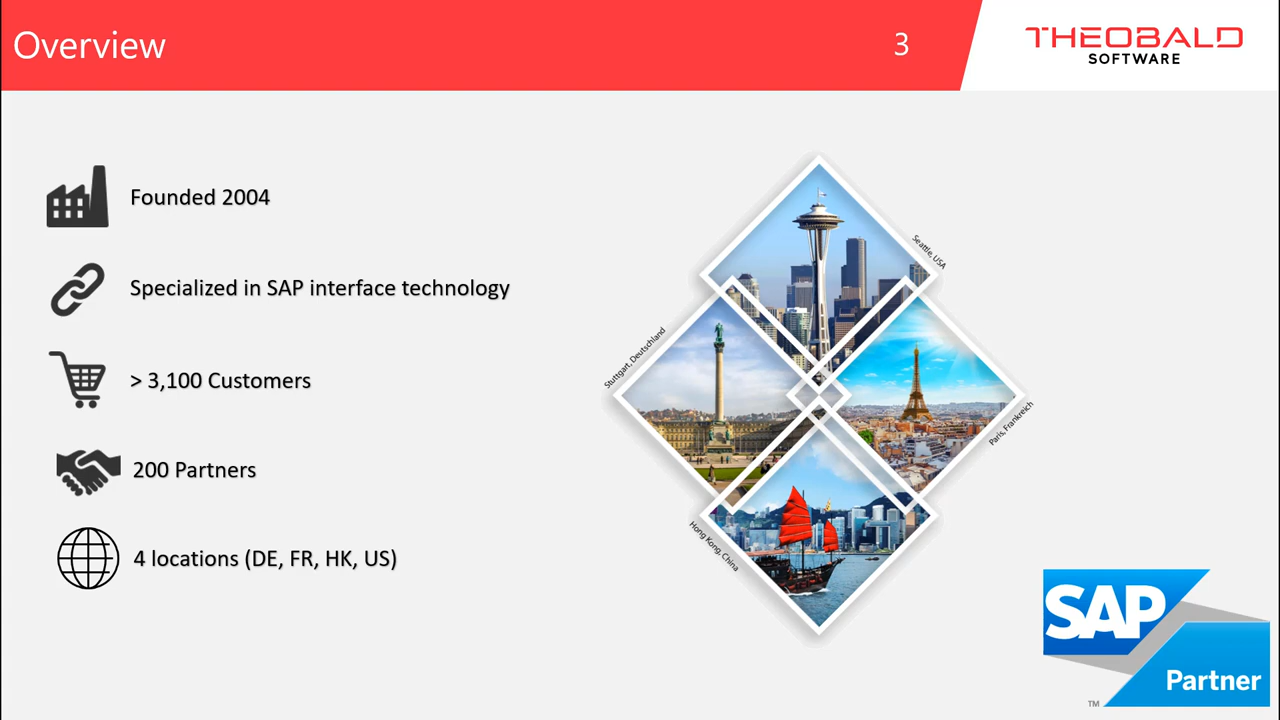 Overview
3
THEOBALD
SOFTWARE
Founded 2004
Specialized in SAP interface technology
> 3,100 Customers
200 Partners
4 locations (DE, FR, HK, US)
Seattle, USA
Stuttgart, Deutschland
Paris, Frankreich
Hong Kong, China
SAP
Partner
TM